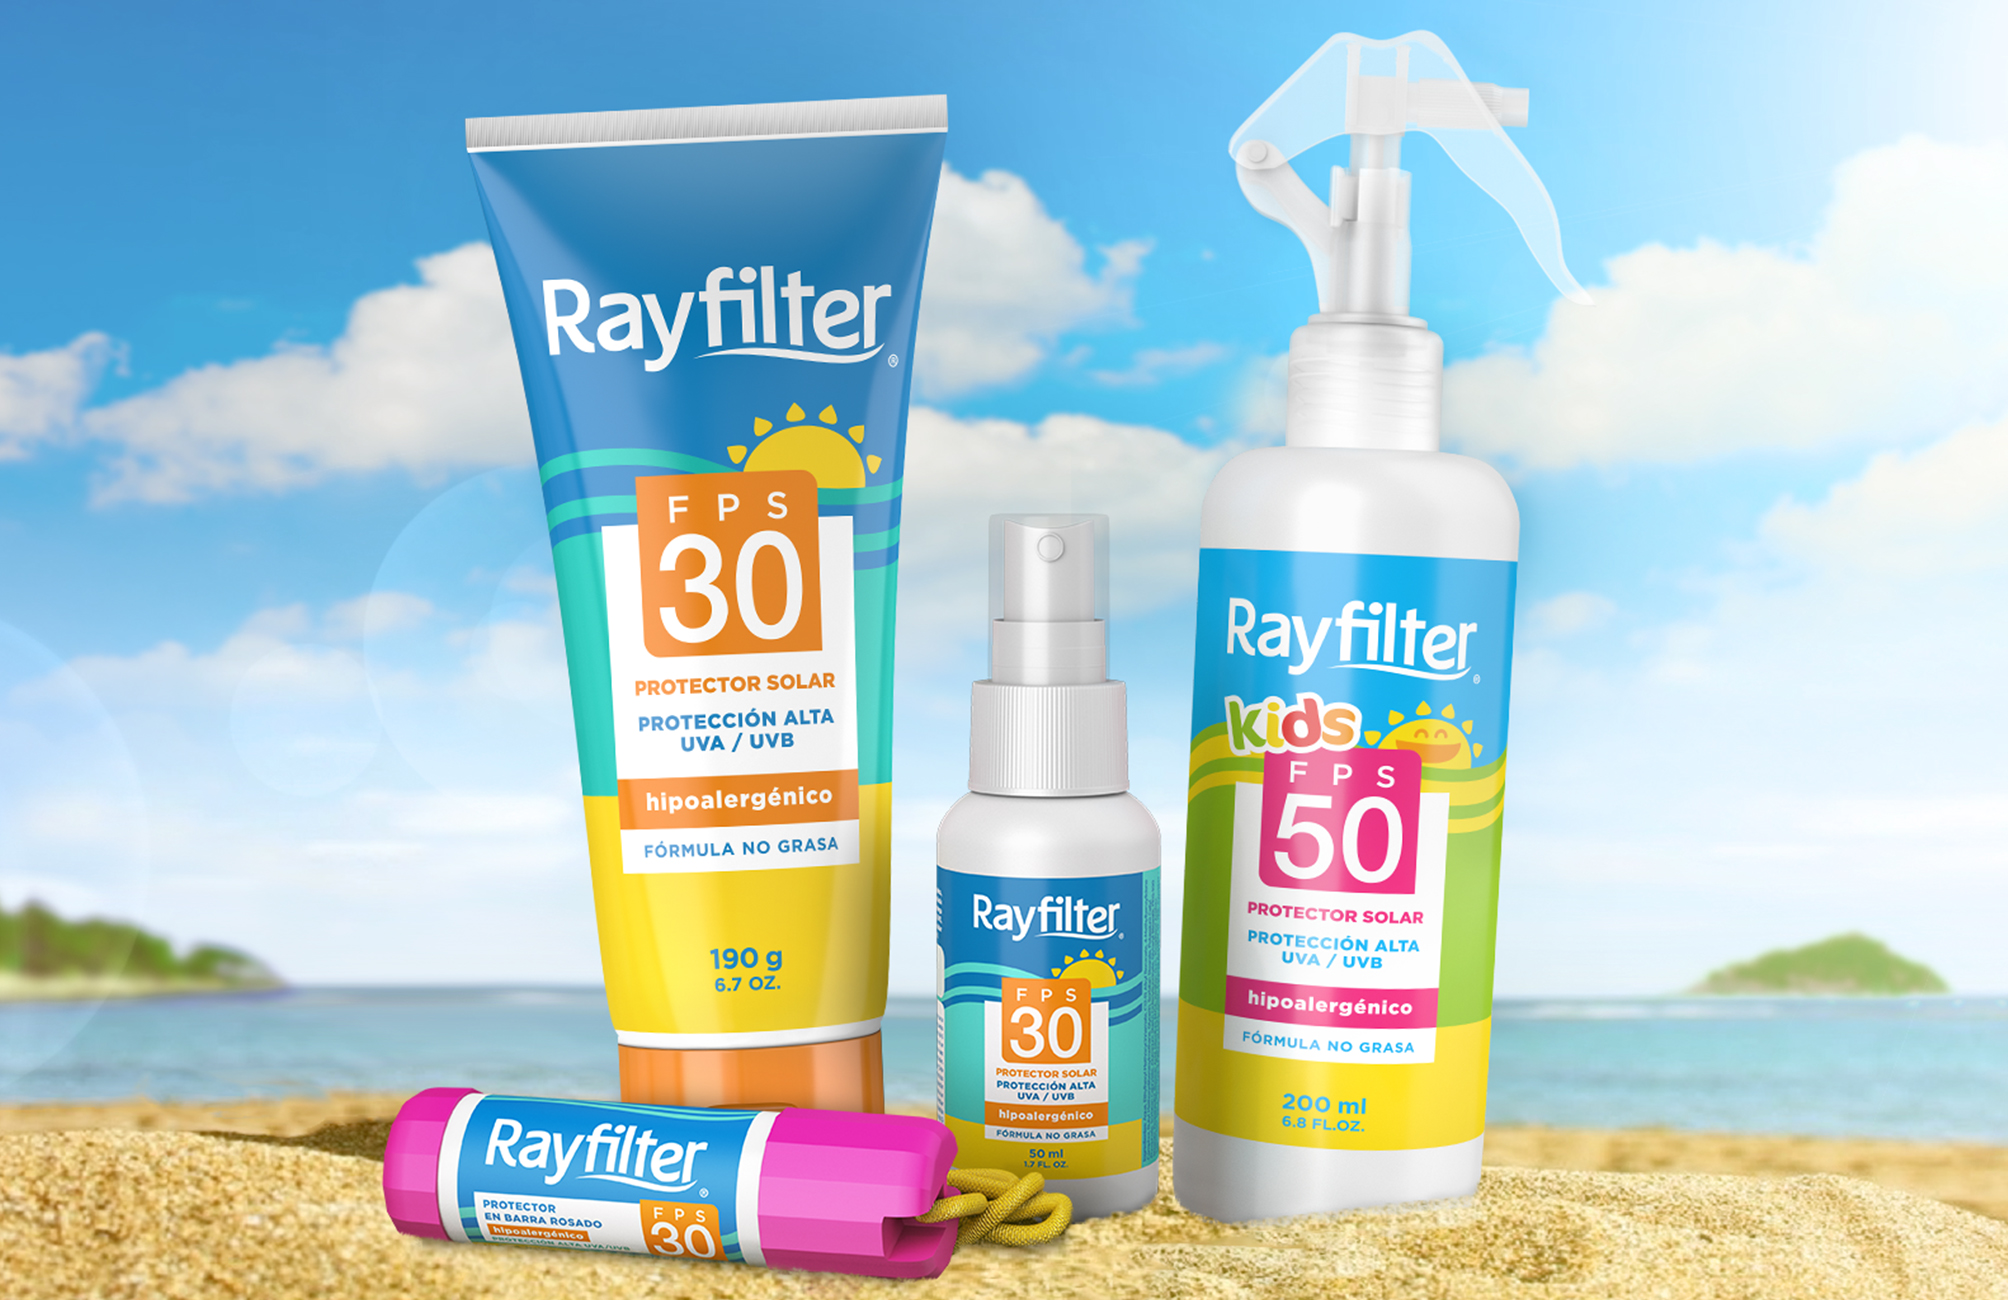 Rayfilter®
FPS
30
PROTECTOR SOLAR
PROTECCIÓN ALTA
UVA / UVB
hipoalergénico
FÓRMULA NO GRASA
190 g
6.7 OZ.
Rayfilter®
PROTECTOR
EN BARRA ROSADO
hipoalergénico
PROTECCIÓN ALTA UVA/UVB
FPS
30
Rayfilter®
FPS
30
PROTECTOR SOLAR
PROTECCIÓN ALTA
UVA / UVB
hipoalergénico
FÓRMULA NO GRASA
50 ml
1.7 FL. OZ.
Rayfilter®
kids
FPS
50
PROTECTOR SOLAR
PROTECCIÓN ALTA
UVA / UVB
hipoalergénico
FÓRMULA NO GRASA
200 ml
6.8 FL.OZ.